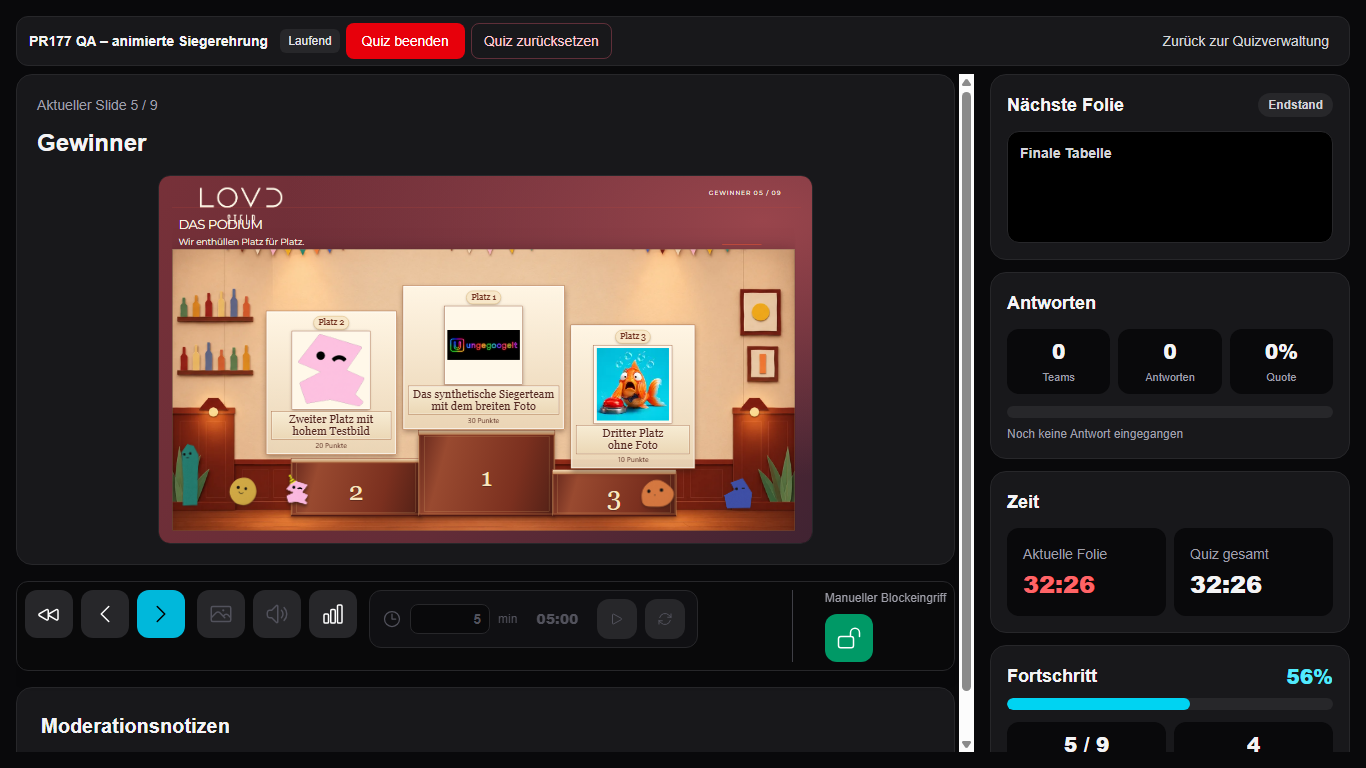 PR177 QA – animierte Siegerehrung
Laufend
Quiz beenden
Quiz zurücksetzen
Zurück zur Quizverwaltung
Aktueller Slide 5 / 9
Gewinner
LOVD
GEWINNER 05 / 09
DAS PODIUM
Wir enthüllen Platz für Platz.
Platz 2
Zweiter Platz mit
hohem Testbild
20 Punkte
Platz 1
ungegoogelt
Das synthetische Siegerteam
mit dem breiten Foto
30 Punkte
Platz 3
Dritter Platz
ohne Foto
10 Punkte
2
1
3
5
min
05:00
Manueller Blockeingriff
Moderationsnotizen
Nächste Folie
Endstand
Finale Tabelle
Antworten
0
Teams
0
Antworten
0%
Quote
Noch keine Antwort eingegangen
Zeit
Aktuelle Folie
32:26
Quiz gesamt
32:26
Fortschritt
56%
5 / 9
4